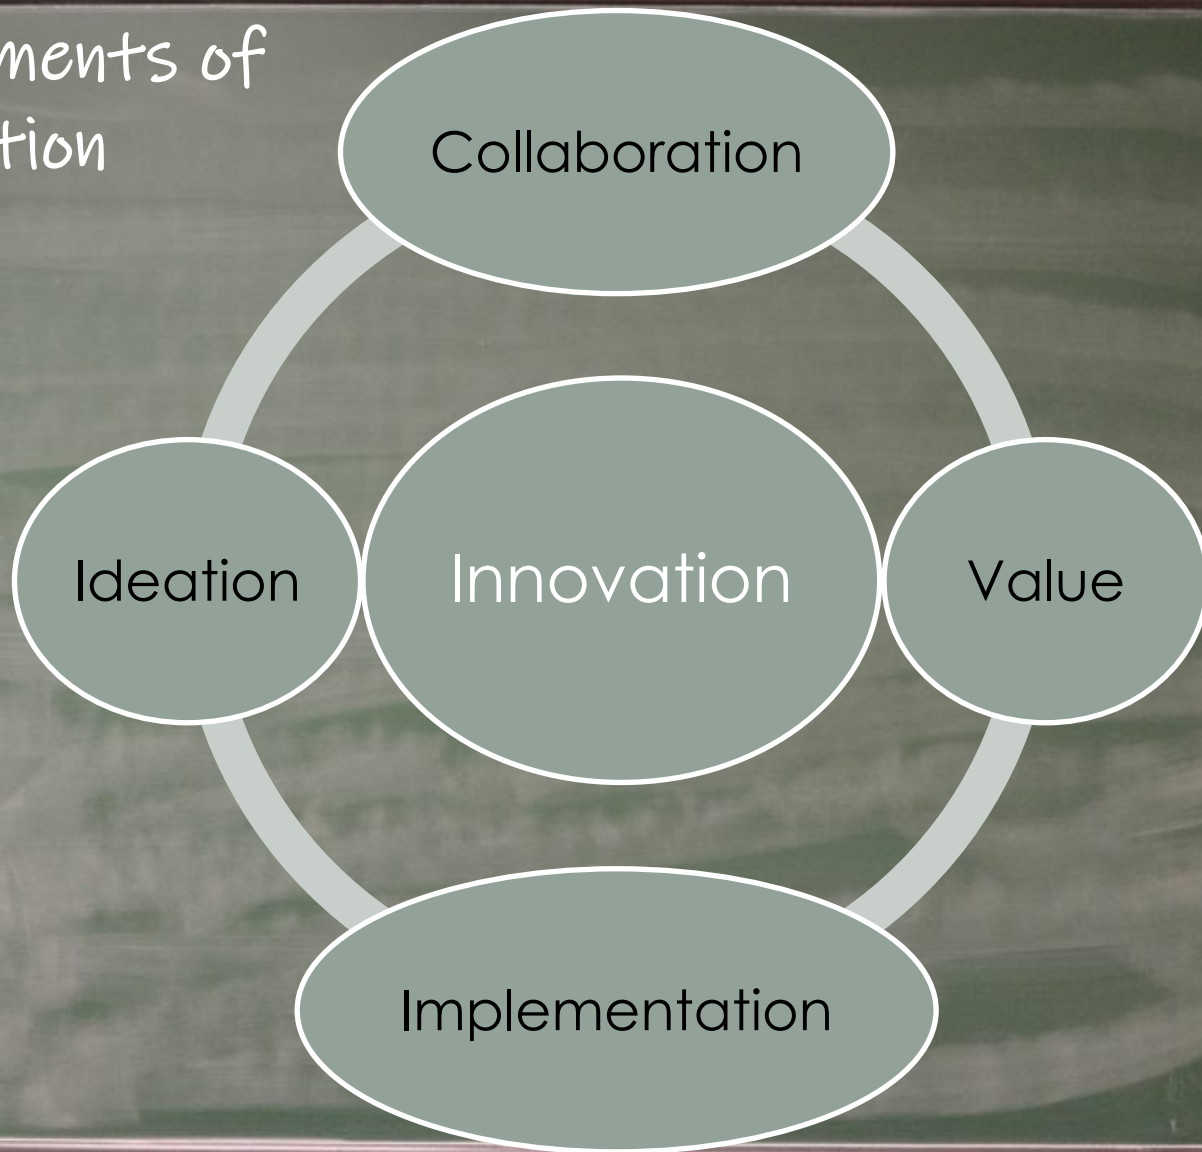 ments of
tion
Collaboration
Ideation
Innovation
Value
Implementation